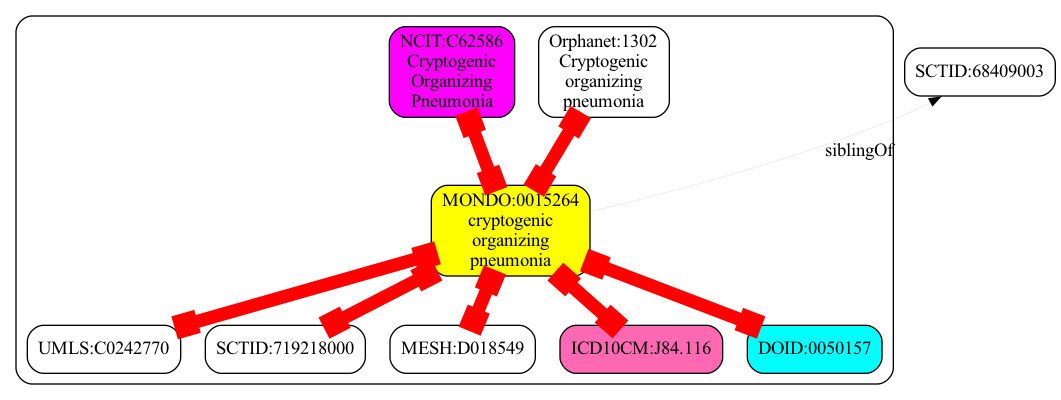 NCIT:C62586
Cryptogenic
Organizing
Pneumonia
Orphanet:1302
Cryptogenic
organizing
pneumonia
SCTID:68409003
siblingOf
MONDO:0015264
cryptogenic
organizing
pneumonia
UMLS:C0242770
SCTID:719218000
MESH:D018549
ICD10CM:J84.116
DOID:0050157